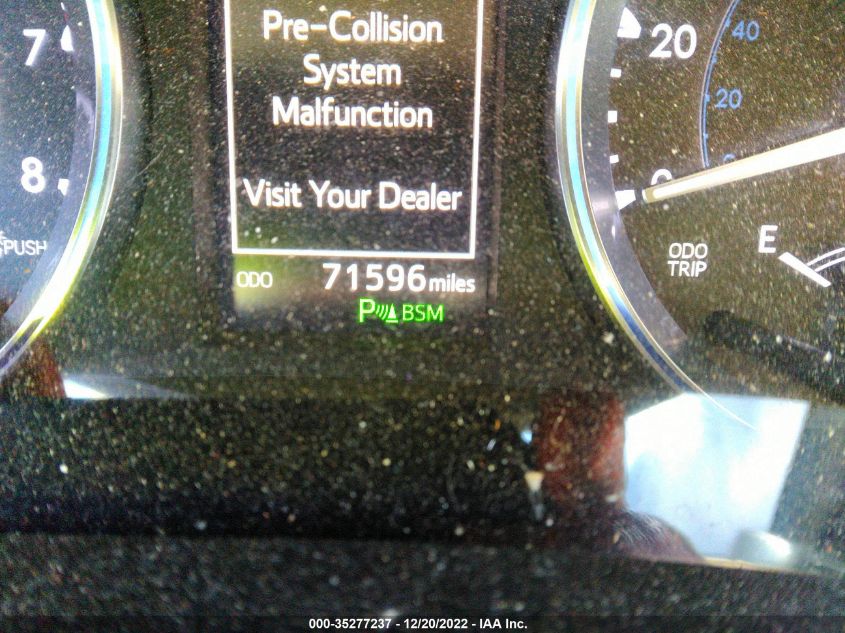 Pre-Collision
System
Malfunction
Visit Your Dealer
ODO 71596 miles
P BSM
7
8
PUSH
20
0
40
20
0
ODO
TRIP
E
000-35277237 - 12/20/2022 - IAA Inc.